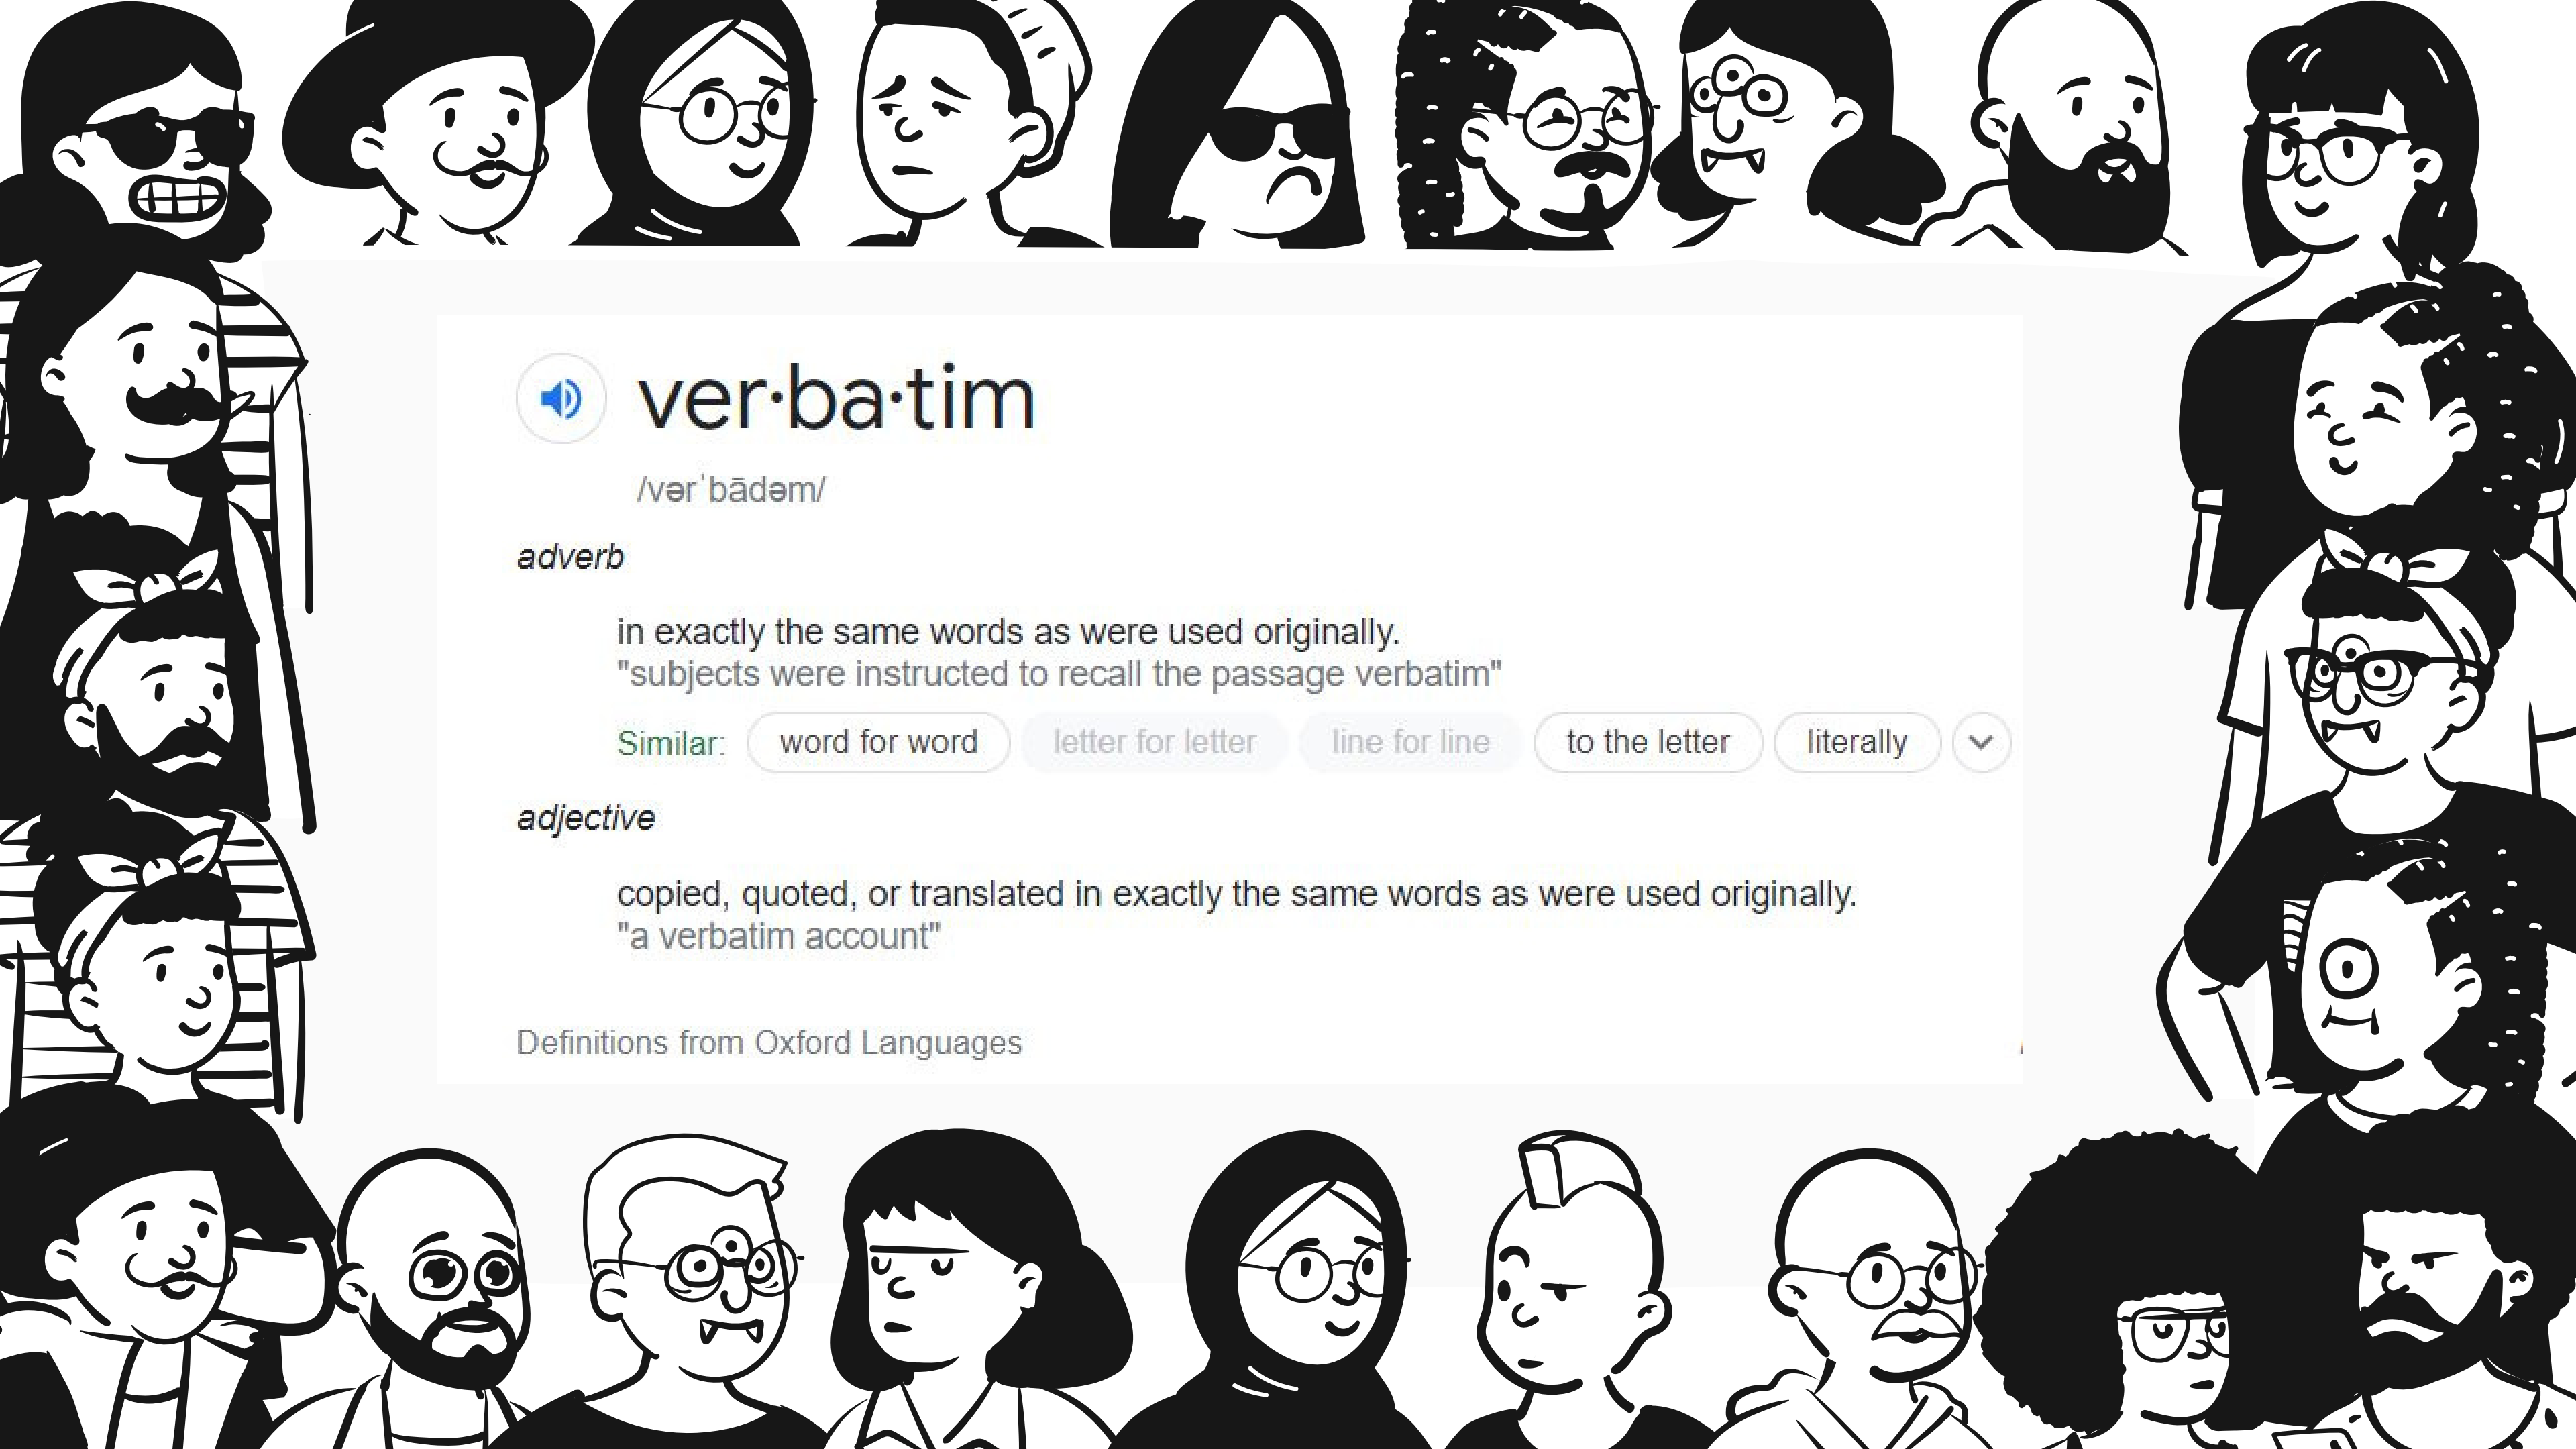 ver·ba·tim
/vərˈbādəm/
adverb
in exactly the same words as were used originally.
"subjects were instructed to recall the passage verbatim"
Similar: word for word letter for letter line for line to the letter literally
adjective
copied, quoted, or translated in exactly the same words as were used originally.
"a verbatim account"
Definitions from Oxford Languages